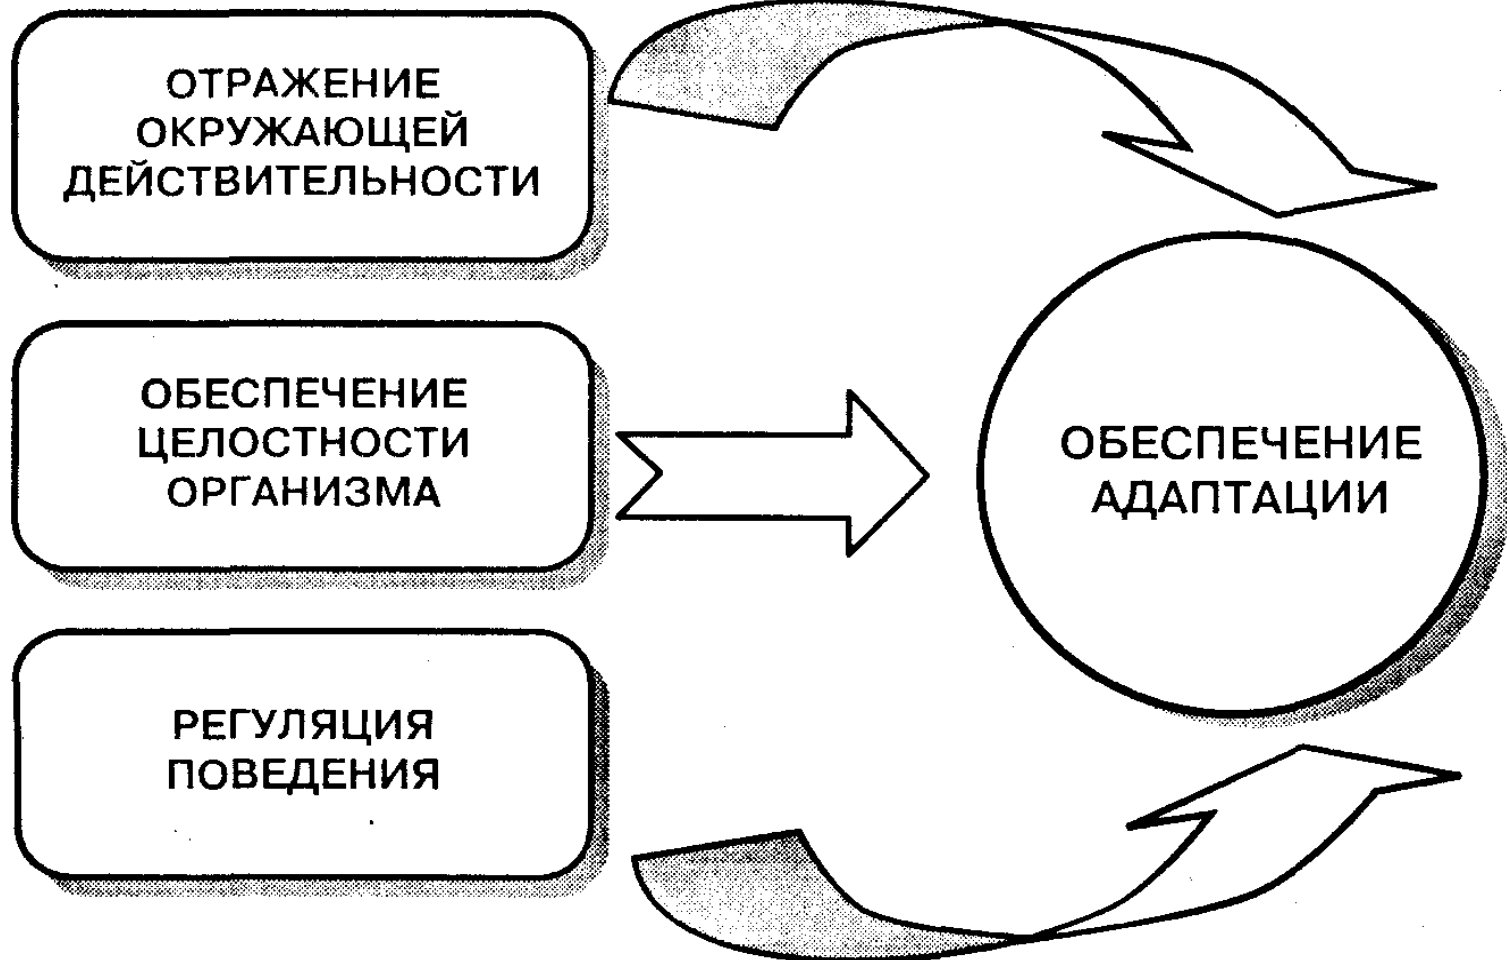 ОТРАЖЕНИЕ
ОКРУЖАЮЩЕЙ
ДЕЙСТВИТЕЛЬНОСТИ
ОБЕСПЕЧЕНИЕ
ЦЕЛОСТНОСТИ
ОРГАНИЗМА
РЕГУЛЯЦИЯ
ПОВЕДЕНИЯ
ОБЕСПЕЧЕНИЕ
АДАПТАЦИИ